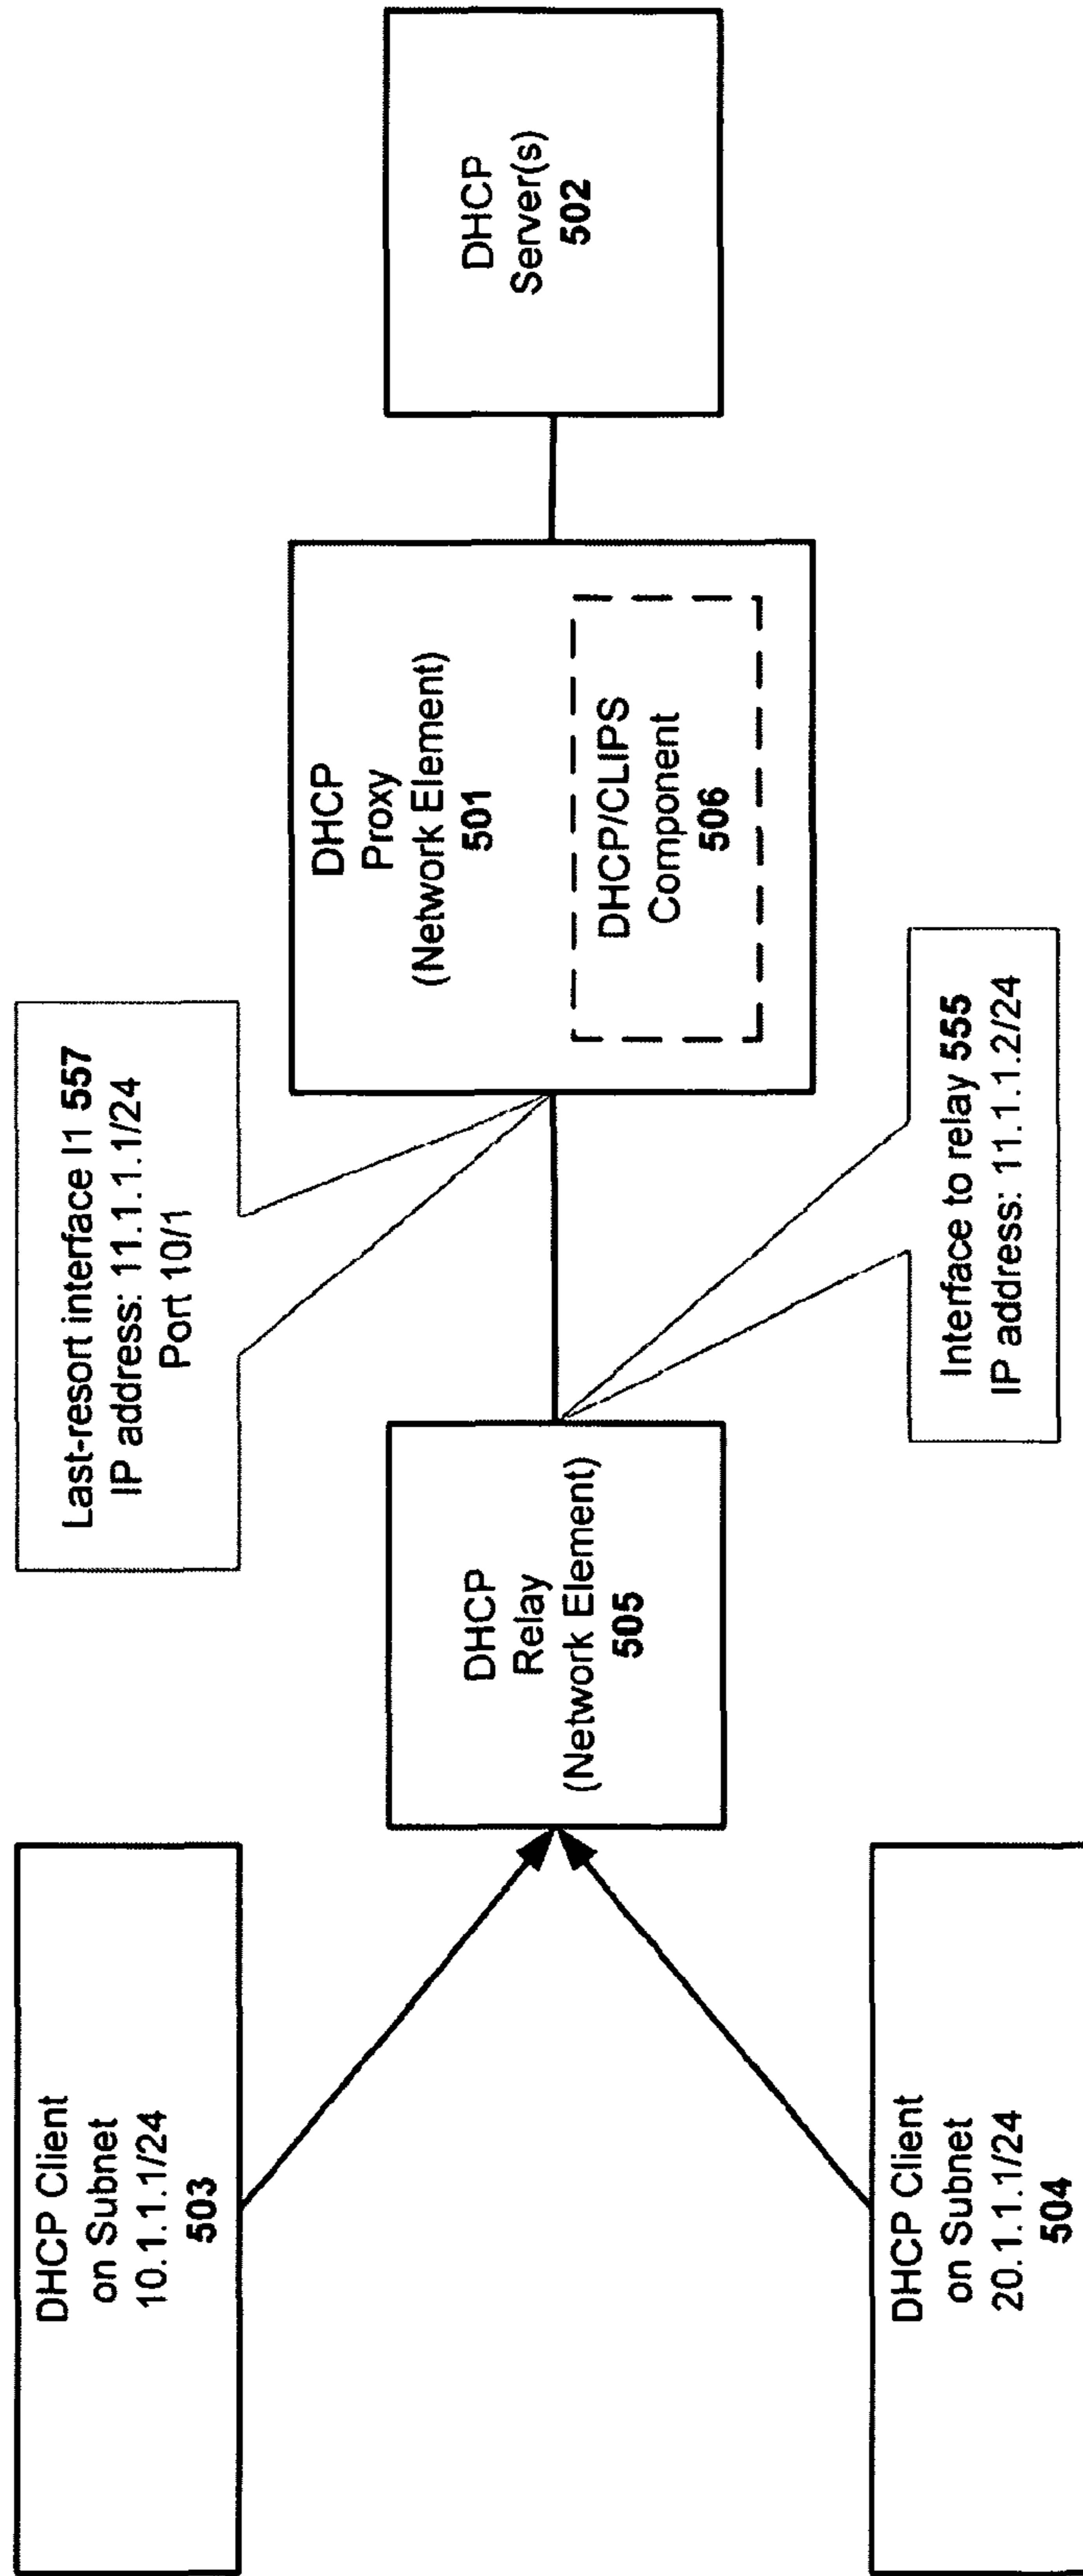 DHCP Client
on Subnet
10.1.1.1/24
503
DHCP Client
on Subnet
20.1.1.1/24
504
DHCP
Relay
(Network Element)
505
Last-resort interface I1 557
IP address: 11.1.1.1/24
Port 10/1
Interface to relay 555
IP address: 11.1.1.2/24
DHCP
Proxy
(Network Element)
501
DHCP/CLIPS
Component
506
DHCP
Server(s)
502